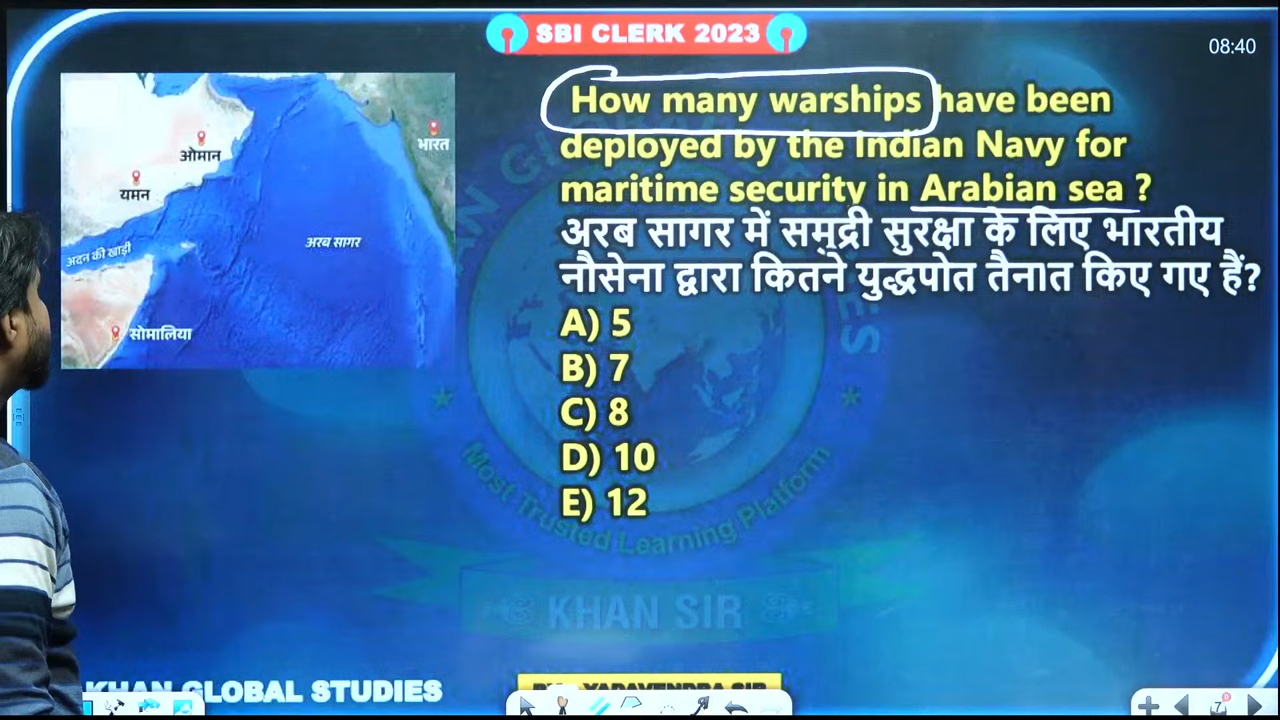 SBI CLERK 2023
08:40
ओमान
यमन
भारत
अदन की खाड़ी
अरब सागर
सोमालिया
How many warships have been
deployed by the Indian Navy for
maritime security in Arabian sea ?
अरब सागर में समुद्री सुरक्षा के लिए भारतीय
नौसेना द्वारा कितने युद्धपोत तैनात किए गए हैं?
A) 5
B) 7
C) 8
D) 10
E) 12
Most Trusted Learning Platform
KHAN SIR
KHAN GLOBAL STUDIES
YADAVENDRA SIR